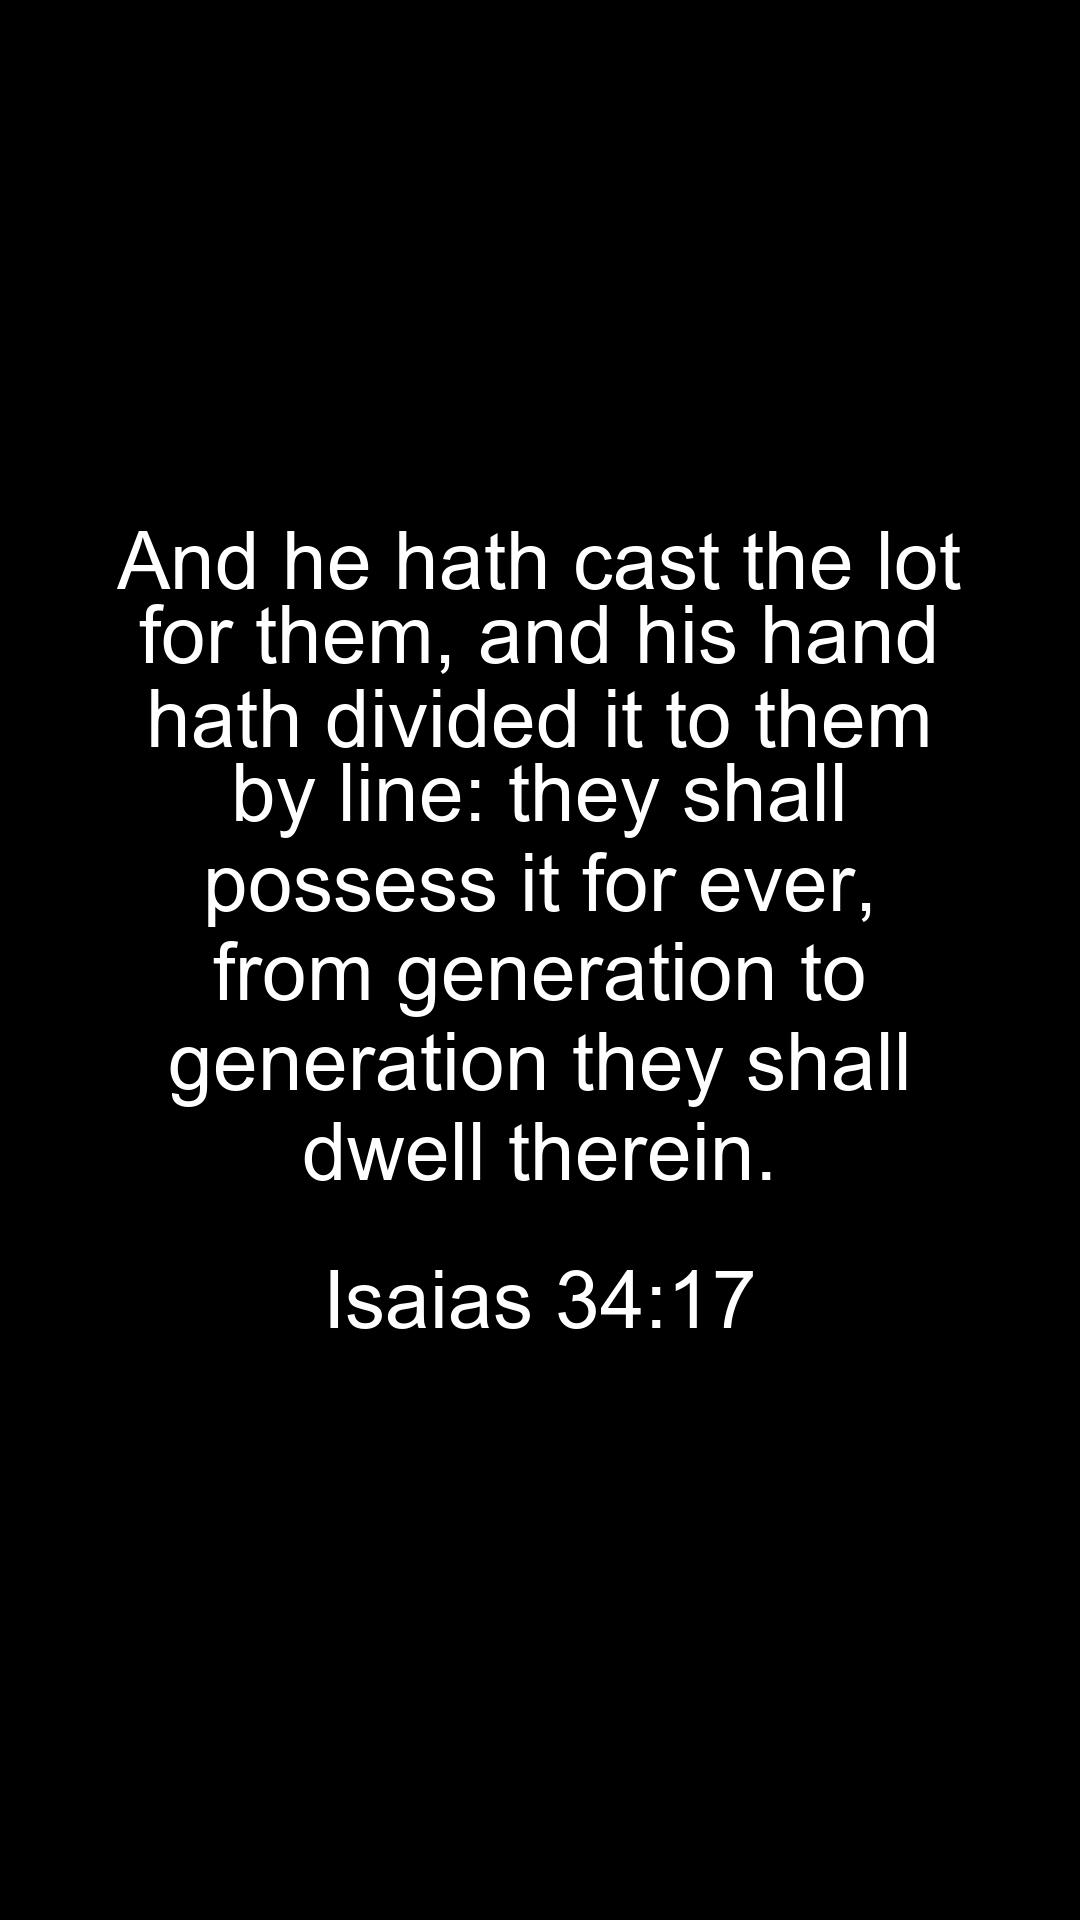 And he hath cast the lot
for them, and his hand
hath divided it to them
by line: they shall
possess it for ever,
from generation to
generation they shall
dwell therein.
Isaias 34:17